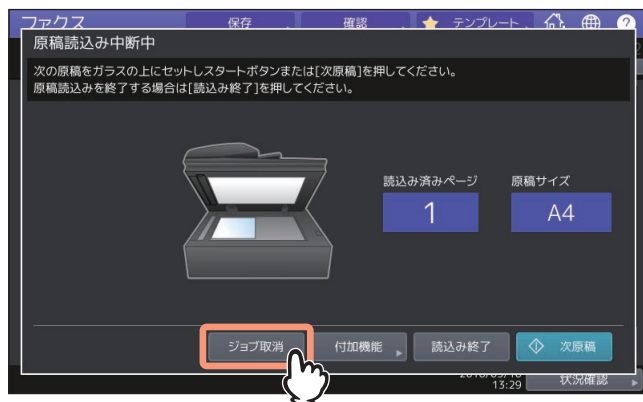 ファクス 保存 確認 テンプレート
原稿読込み中断中
次の原稿をガラスの上にセットしスタートボタンまたは[次原稿]を押してください。
原稿読込みを終了する場合は[読込み終了]を押してください。
読込み済みページ 原稿サイズ
1 A4
ジョブ取消 付加機能 読込み終了 次原稿
13:29 状況確認